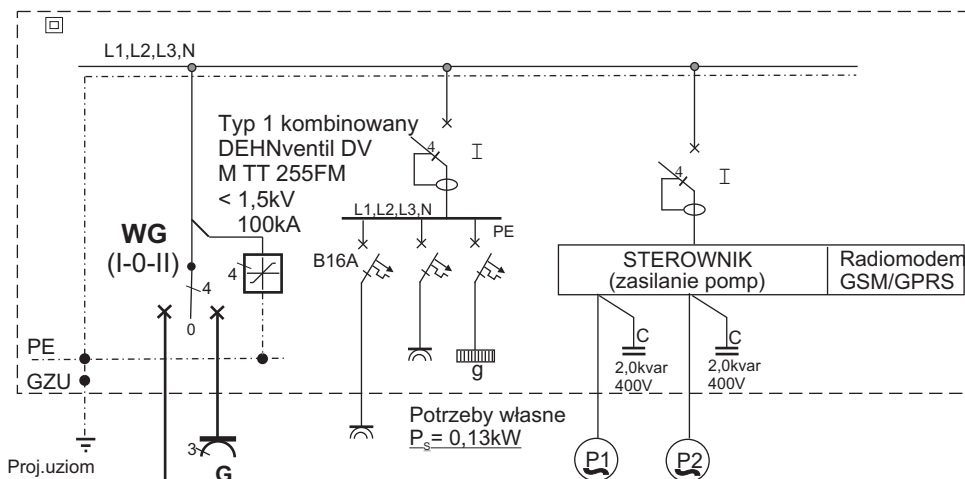 L1,L2,L3,N
Typ 1 kombinowany
DEHNventil DV
M TT 255FM
< 1,5kV
100kA
4
I
4
I
L1,L2,L3,N
PE
WG
(I-0-II)
4
4
0
B16A
STEROWNIK
(zasilanie pomp)
Radiomodem
GSM/GPRS
C
2,0kvar
400V
C
2,0kvar
400V
g
PE
GZU
Potrzeby własne
Ps= 0,13kW
3
G
P1
P2
Proj.uziom